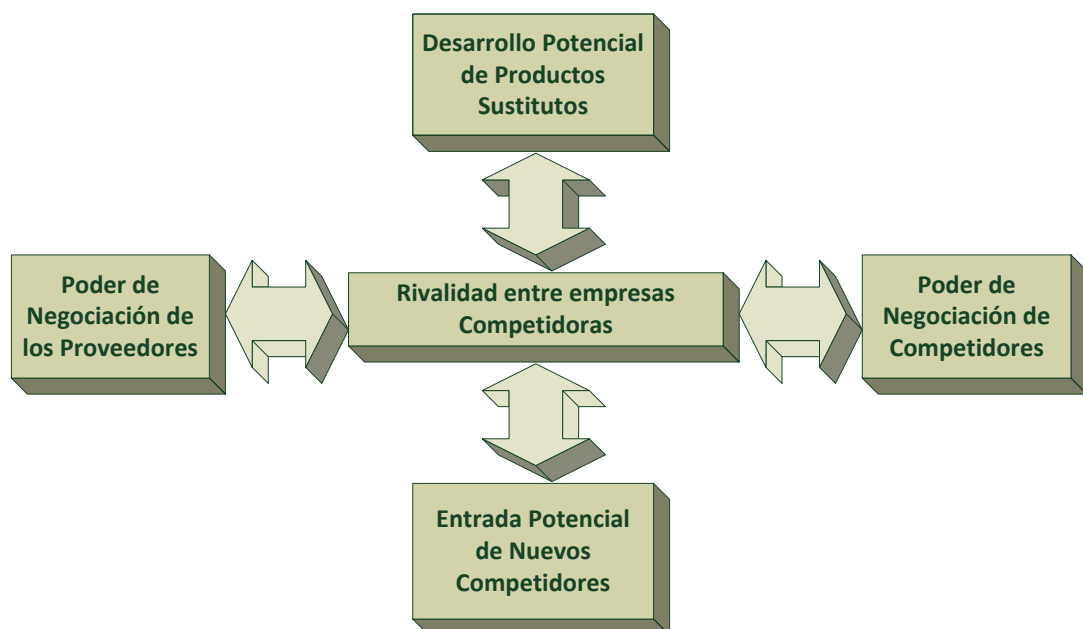 Desarrollo Potencial
de Productos
Sustitutos
Poder de
Negociación de
los Proveedores
Rivalidad entre empresas
Competidoras
Poder de
Negociación de
Competidores
Entrada Potencial
de Nuevos
Competidores